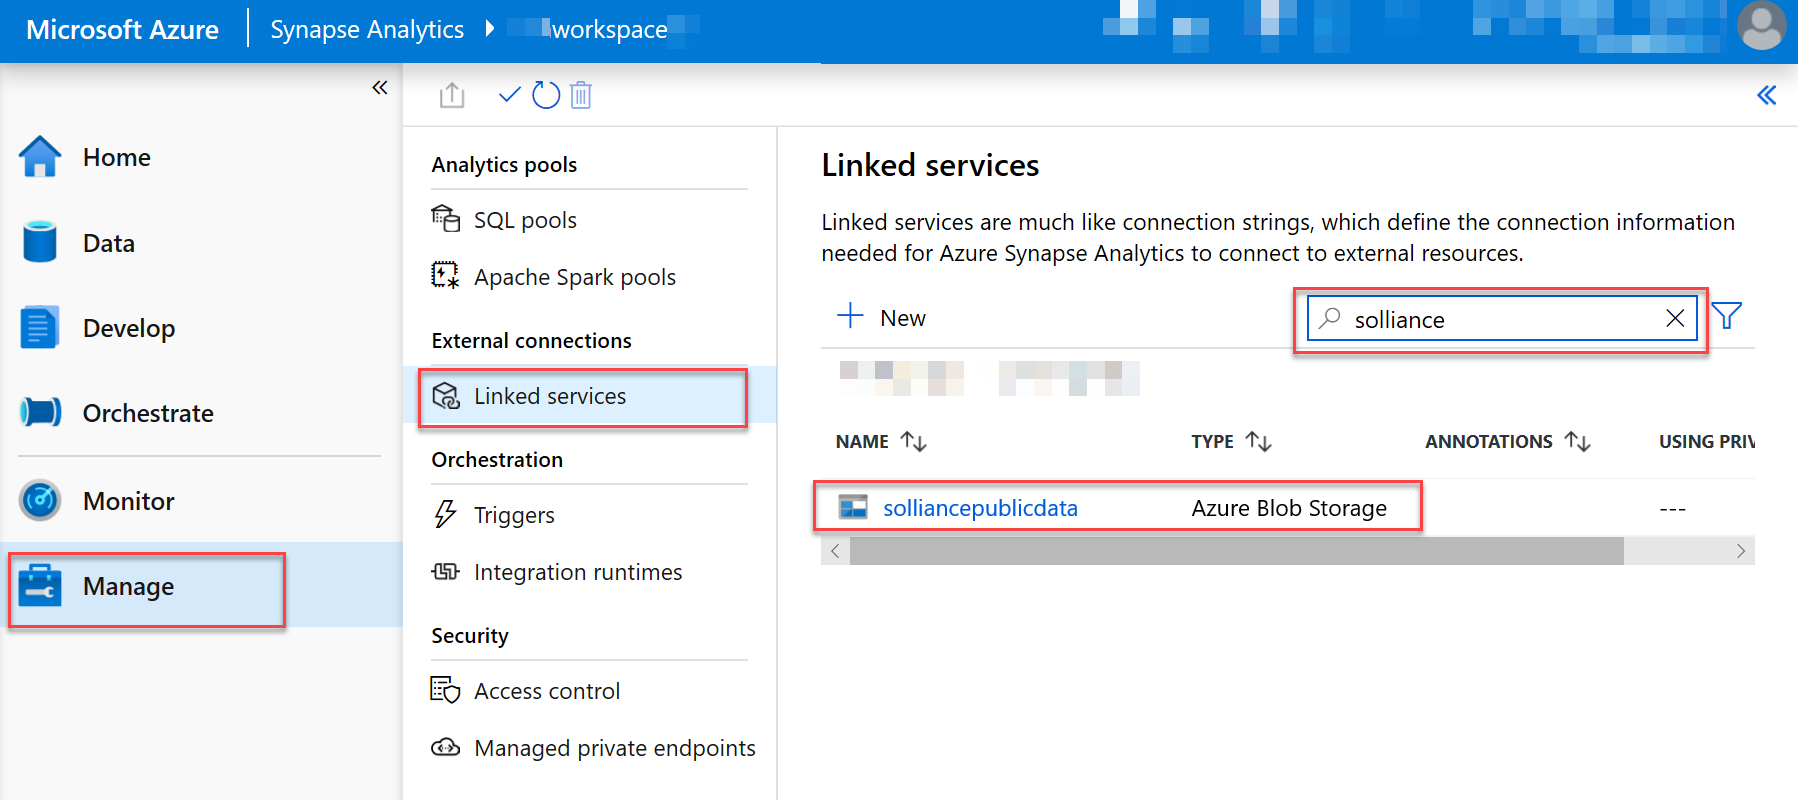 Microsoft Azure
Synapse Analytics
workspace
Home
Data
Develop
Orchestrate
Monitor
Manage
Analytics pools
SQL pools
Apache Spark pools
External connections
Linked services
Orchestration
Triggers
Integration runtimes
Security
Access control
Managed private endpoints
Linked services
Linked services are much like connection strings, which define the connection information
needed for Azure Synapse Analytics to connect to external resources.
New
solliance
NAME TYPE ANNOTATIONS USING PRIV
solliancepublicdata Azure Blob Storage ---